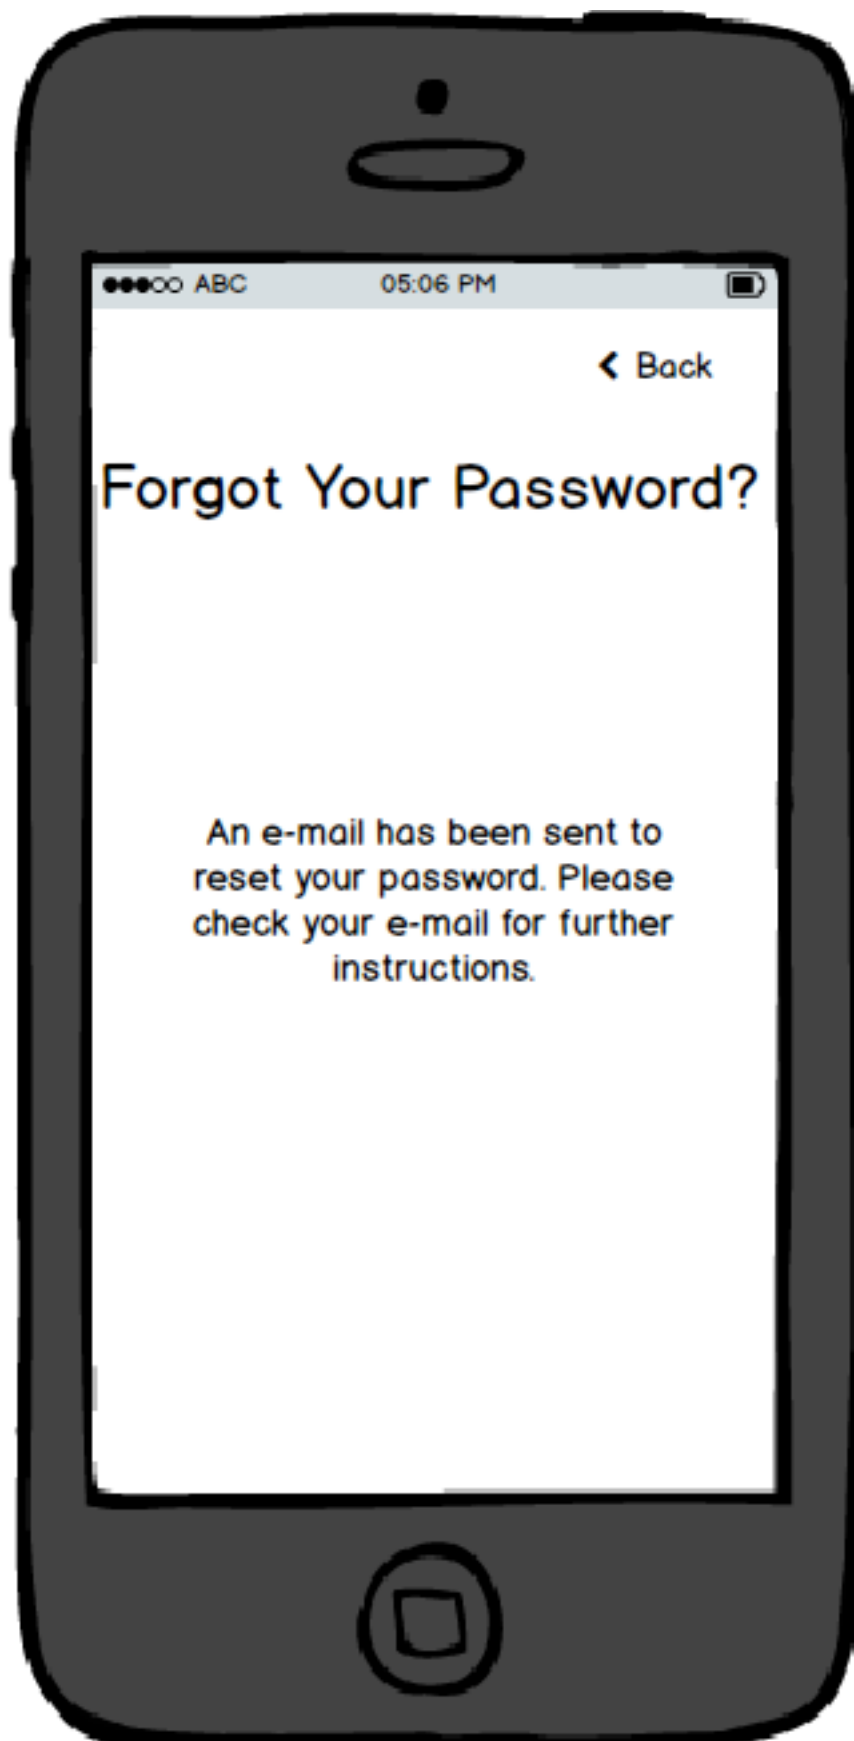 ABC 05:06 PM
Back
Forgot Your Password?
An e-mail has been sent to
reset your password. Please
check your e-mail for further
instructions.